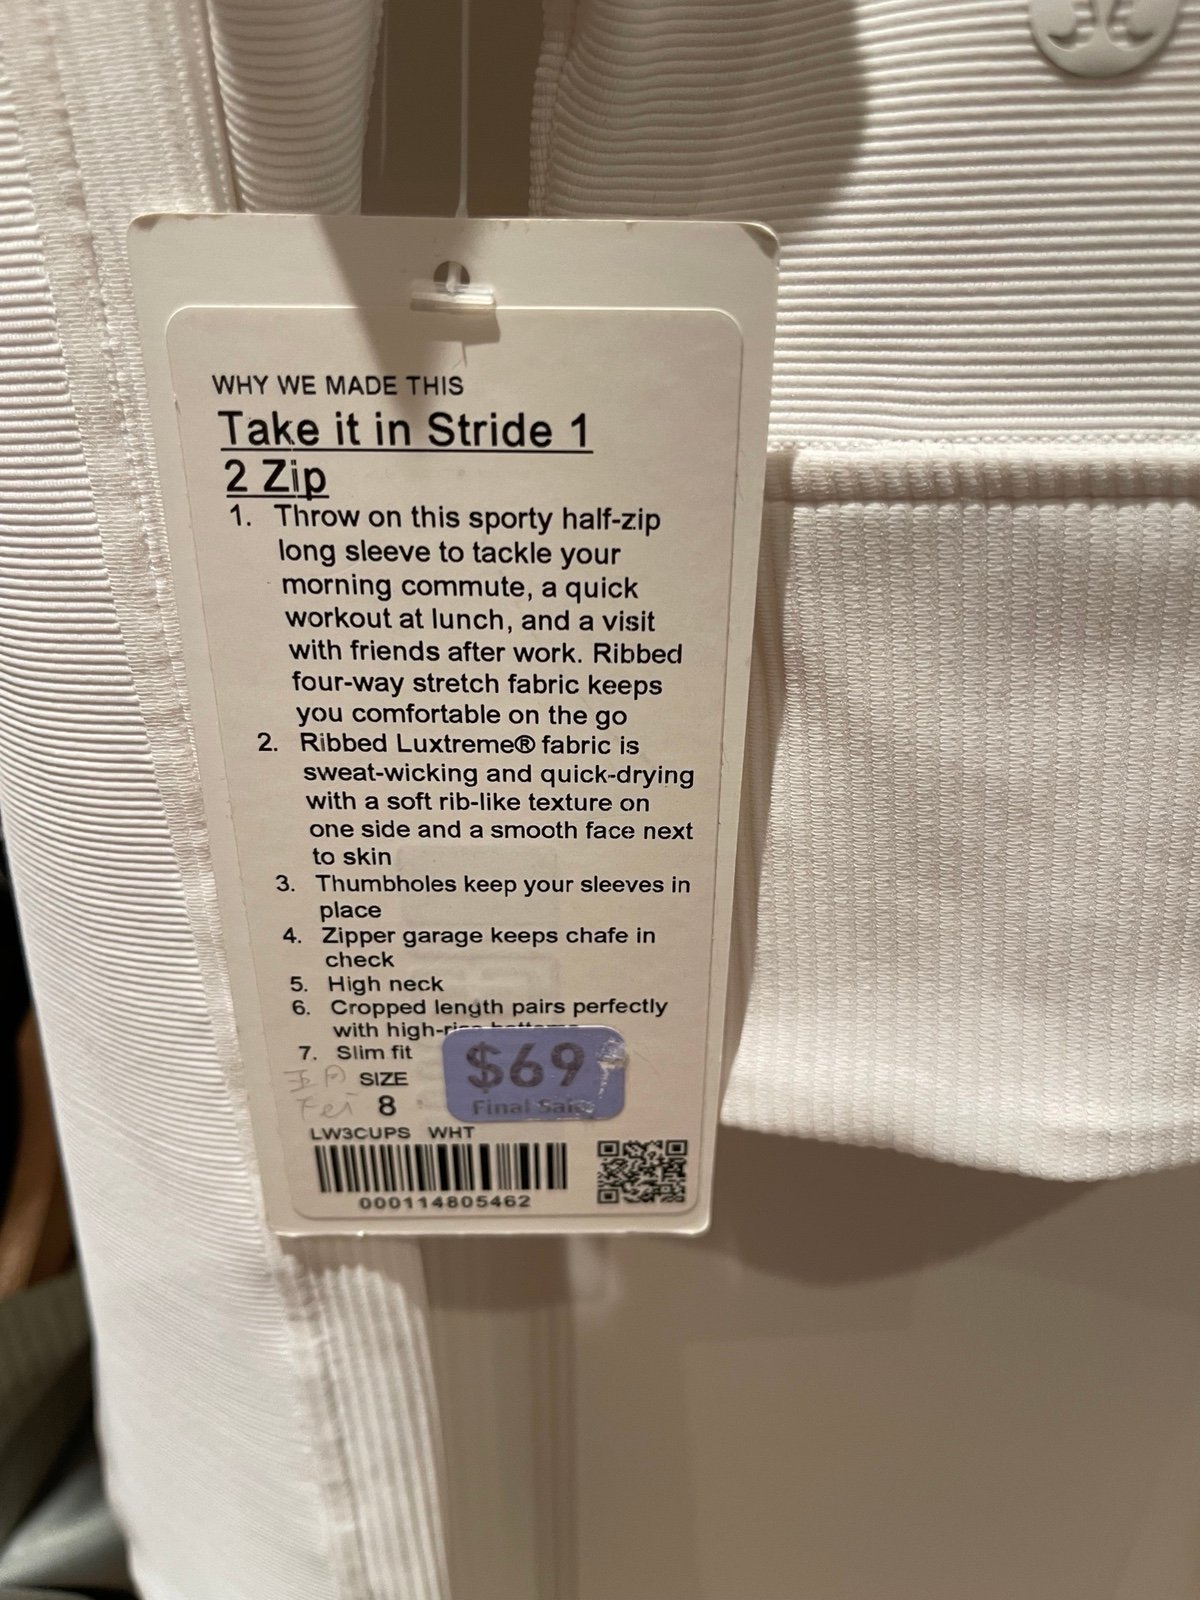 WHY WE MADE THIS
Take it in Stride 1
2 Zip
1. Throw on this sporty half-zip
long sleeve to tackle your
morning commute, a quick
workout at lunch, and a visit
with friends after work. Ribbed
four-way stretch fabric keeps
you comfortable on the go
2. Ribbed Luxtreme® fabric is
sweat-wicking and quick-drying
with a soft rib-like texture on
one side and a smooth face next
to skin
3. Thumbholes keep your sleeves in
place
4. Zipper garage keeps chafe in
check
5. High neck
6. Cropped length pairs perfectly
with high-rise bottoms
7. Slim fit
$69
SIZE
Final Sale
8
LW3CUPS WHT
000114805462